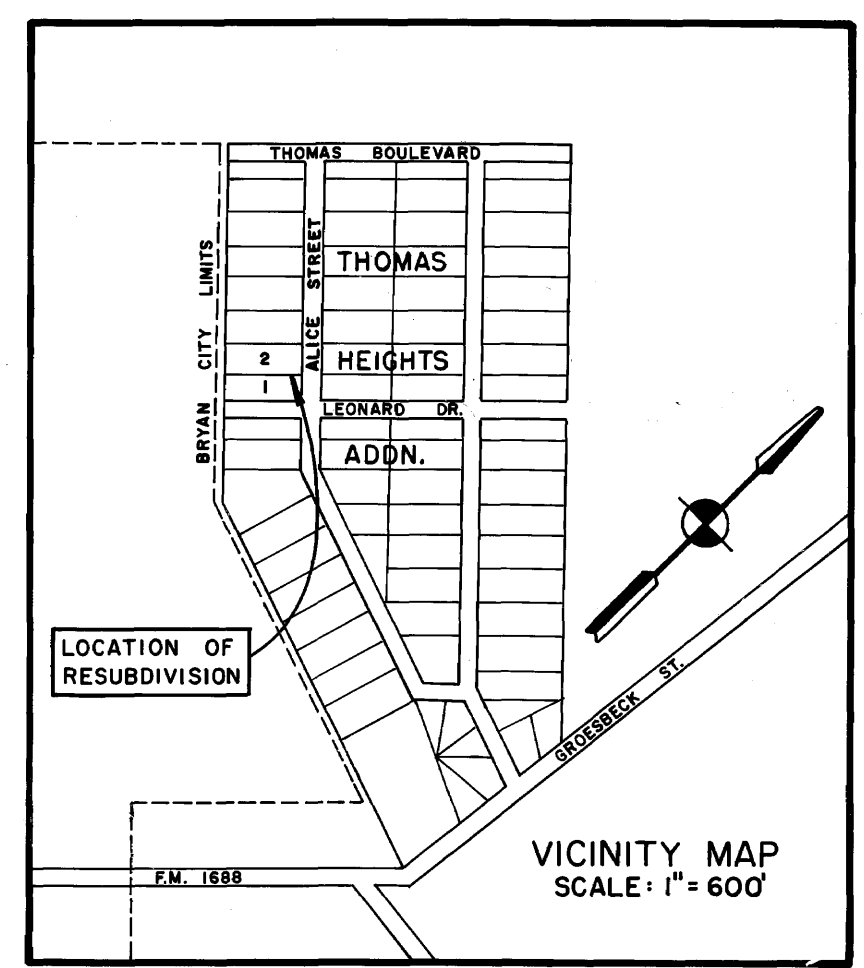 THOMAS BOULEVARD
BRYAN CITY LIMITS
ALICE STREET
THOMAS
HEIGHTS
2
1
LEONARD DR.
ADDN.
LOCATION OF
RESUBDIVISION
GROESBECK ST.
VICINITY MAP
SCALE: 1" = 600'
F.M. 1688